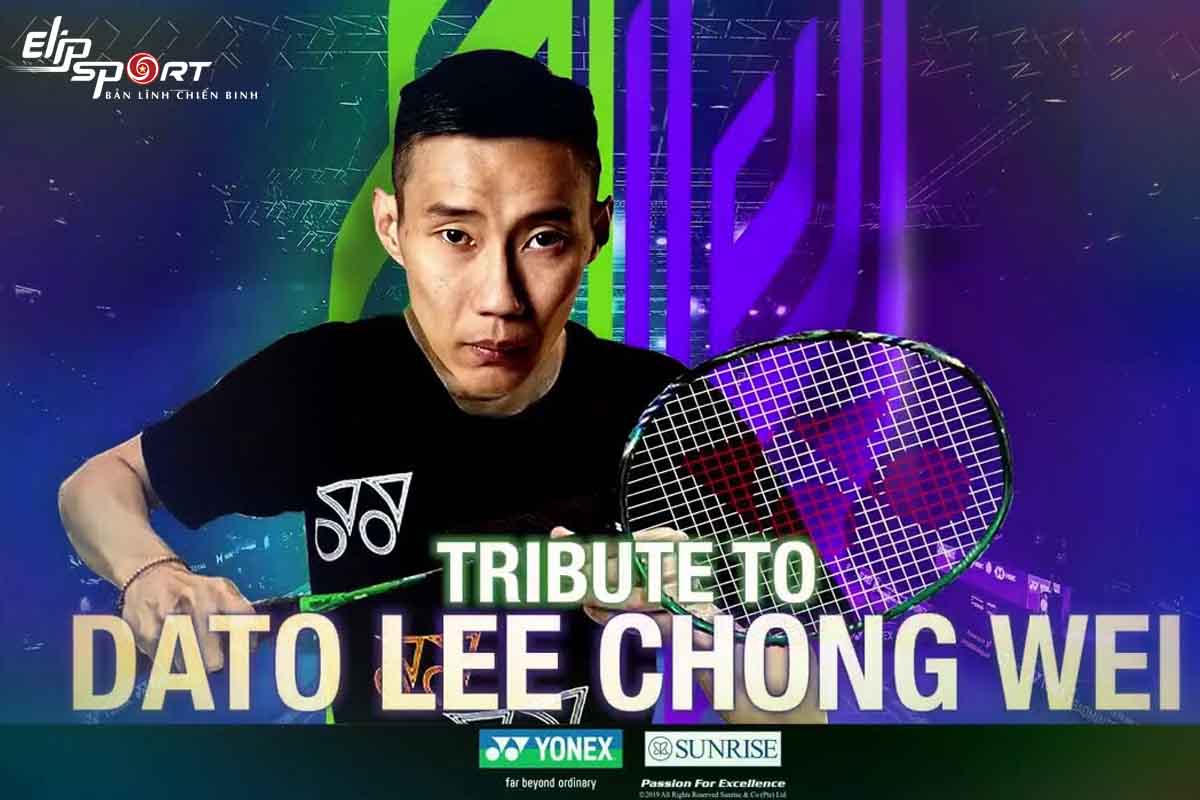 Elip
SPORT
BẢN LĨNH CHIẾN BINH
TRIBUTE TO
DATO LEE CHONG WEI
YONEX
SUNRISE
far beyond ordinary
Passion For Excellence
©2019 All Rights Reserved Sunrise & Co (Pte) Ltd